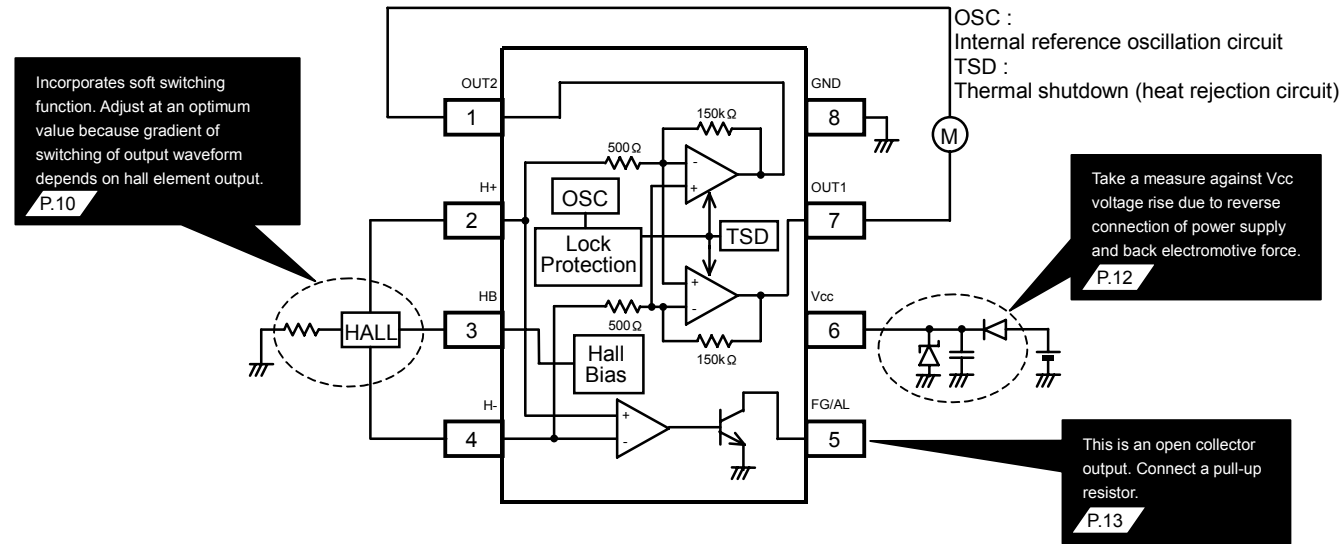 OSC :
Internal reference oscillation circuit
TSD :
Thermal shutdown (heat rejection circuit)
Incorporates soft switching
function. Adjust at an optimum
value because gradient of
switching of output waveform
depends on hall element output.
P.10
OUT2
1
GND
8
150kΩ
500Ω
M
H+
2
OSC
Lock
Protection
TSD
OUT1
7
Take a measure against Vcc
voltage rise due to reverse
connection of power supply
and back electromotive force.
P.12
HALL
HB
3
500Ω
150kΩ
Vcc
6
Hall
Bias
H-
4
FG/AL
5
This is an open collector
output. Connect a pull-up
resistor.
P.13
-
+
+
-
+
-